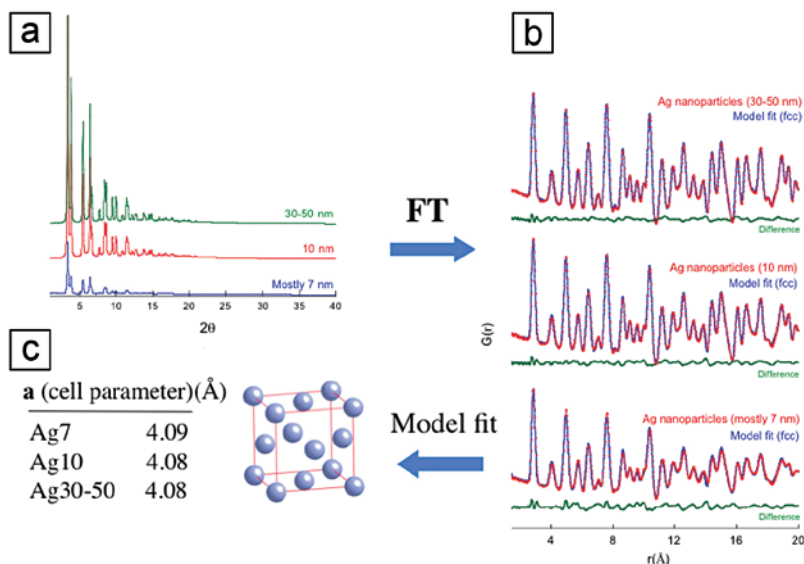 a
30-50 nm
10 nm
Mostly 7 nm
5 10 15 20 25 30 35 40
2θ
FT
b
Ag nanoparticles (30-50 nm)
Model fit (fcc)
Difference
Ag nanoparticles (10 nm)
Model fit (fcc)
G(r)
Difference
Ag nanoparticles (mostly 7 nm)
Model fit (fcc)
Difference
4 8 12 16 20
r(Å)
c
a (cell parameter)(Å)
Ag7 4.09
Ag10 4.08
Ag30-50 4.08
Model fit